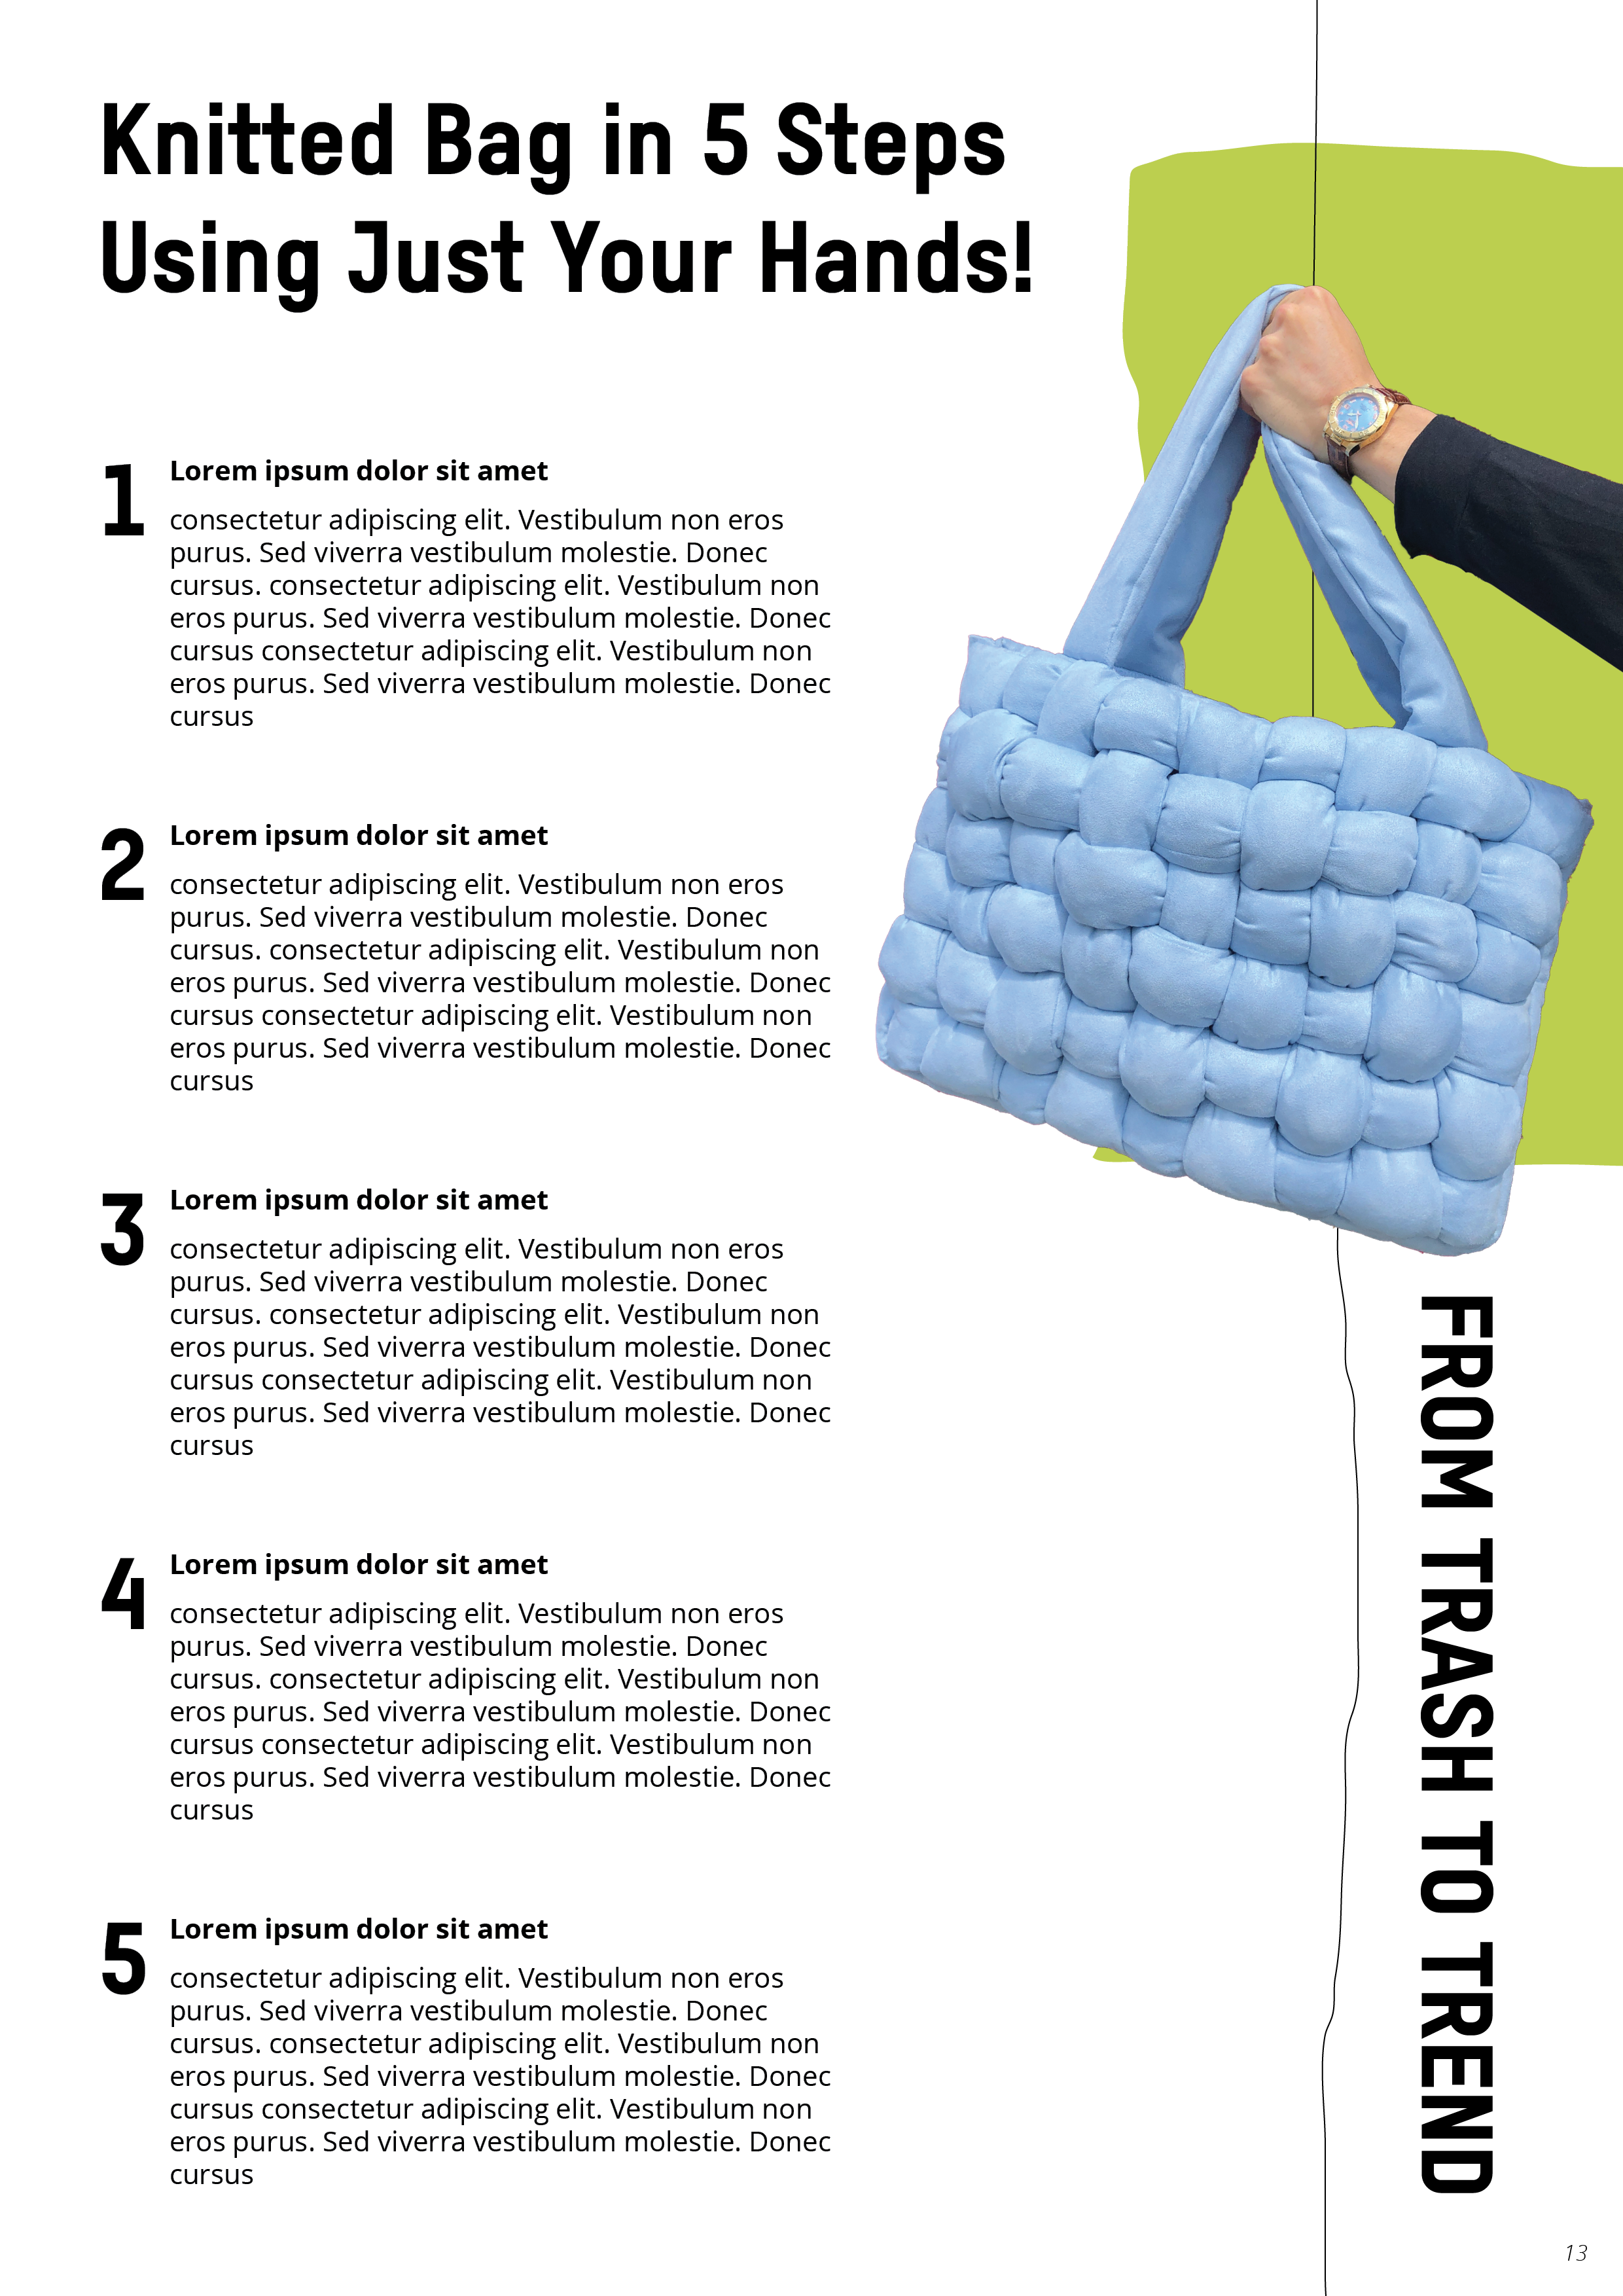 Knitted Bag in 5 Steps
Using Just Your Hands!
1
Lorem ipsum dolor sit amet
consectetur adipiscing elit. Vestibulum non eros
purus. Sed viverra vestibulum molestie. Donec
cursus. consectetur adipiscing elit. Vestibulum non
eros purus. Sed viverra vestibulum molestie. Donec
cursus consectetur adipiscing elit. Vestibulum non
eros purus. Sed viverra vestibulum molestie. Donec
cursus
2
Lorem ipsum dolor sit amet
consectetur adipiscing elit. Vestibulum non eros
purus. Sed viverra vestibulum molestie. Donec
cursus. consectetur adipiscing elit. Vestibulum non
eros purus. Sed viverra vestibulum molestie. Donec
cursus consectetur adipiscing elit. Vestibulum non
eros purus. Sed viverra vestibulum molestie. Donec
cursus
3
Lorem ipsum dolor sit amet
consectetur adipiscing elit. Vestibulum non eros
purus. Sed viverra vestibulum molestie. Donec
cursus. consectetur adipiscing elit. Vestibulum non
eros purus. Sed viverra vestibulum molestie. Donec
cursus consectetur adipiscing elit. Vestibulum non
eros purus. Sed viverra vestibulum molestie. Donec
cursus
4
Lorem ipsum dolor sit amet
consectetur adipiscing elit. Vestibulum non eros
purus. Sed viverra vestibulum molestie. Donec
cursus. consectetur adipiscing elit. Vestibulum non
eros purus. Sed viverra vestibulum molestie. Donec
cursus consectetur adipiscing elit. Vestibulum non
eros purus. Sed viverra vestibulum molestie. Donec
cursus
5
Lorem ipsum dolor sit amet
consectetur adipiscing elit. Vestibulum non eros
purus. Sed viverra vestibulum molestie. Donec
cursus. consectetur adipiscing elit. Vestibulum non
eros purus. Sed viverra vestibulum molestie. Donec
cursus consectetur adipiscing elit. Vestibulum non
eros purus. Sed viverra vestibulum molestie. Donec
cursus
FROM TRASH TO TREND
13